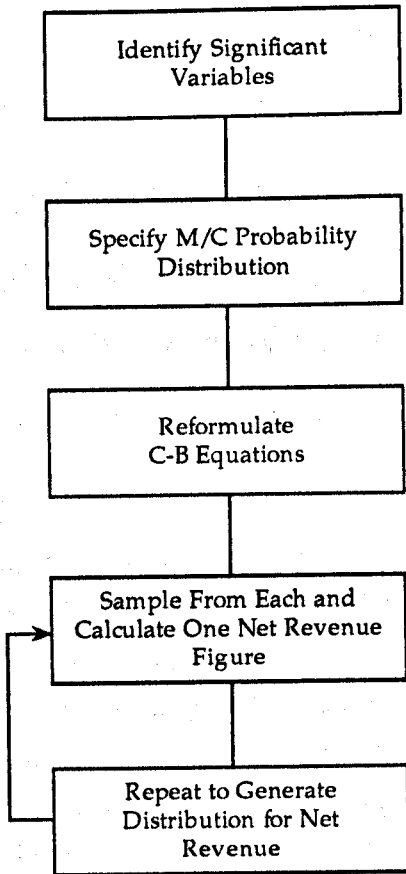 Identify Significant
Variables
Specify M/C Probability
Distribution
Reformulate
C-B Equations
Sample From Each and
Calculate One Net Revenue
Figure
Repeat to Generate
Distribution for Net
Revenue